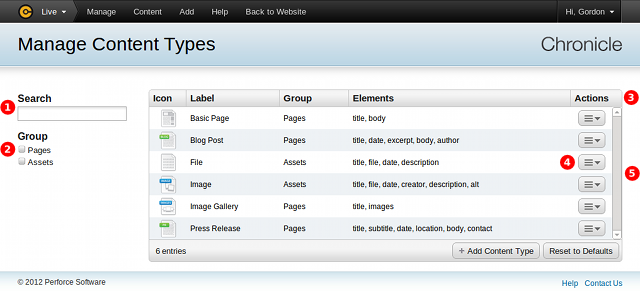 Live Manage Content Add Help Back to Website Hi, Gordon
Manage Content Types Chronicle
Search
1
Group
2 Pages
Assets
Icon Label Group Elements Actions 3
Basic Page Pages title, body
Blog Post Pages title, date, excerpt, body, author
File Assets title, file, date, description 4
Image Assets title, file, date, creator, description, alt 5
Image Gallery Pages title, images
Press Release Pages title, subtitle, date, location, body, contact
6 entries + Add Content Type Reset to Defaults
© 2012 Perforce Software Help Contact Us